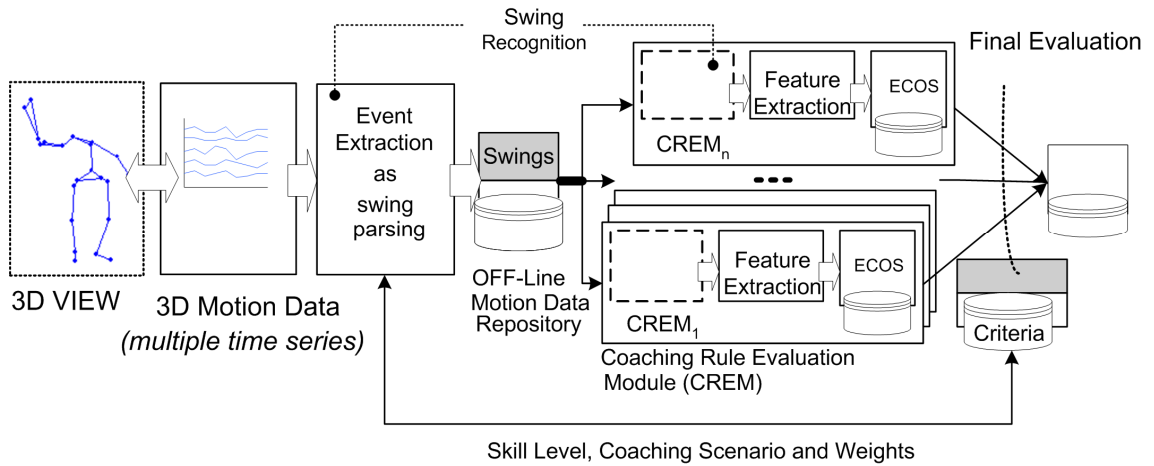 Swing
Recognition
Final Evaluation
Event
Extraction
as
swing
parsing
Swings
Feature
Extraction
ECOS
CREMn
Feature
Extraction
ECOS
CREM1
3D VIEW
3D Motion Data
(multiple time series)
OFF-Line
Motion Data
Repository
Coaching Rule Evaluation
Module (CREM)
Criteria
Skill Level, Coaching Scenario and Weights